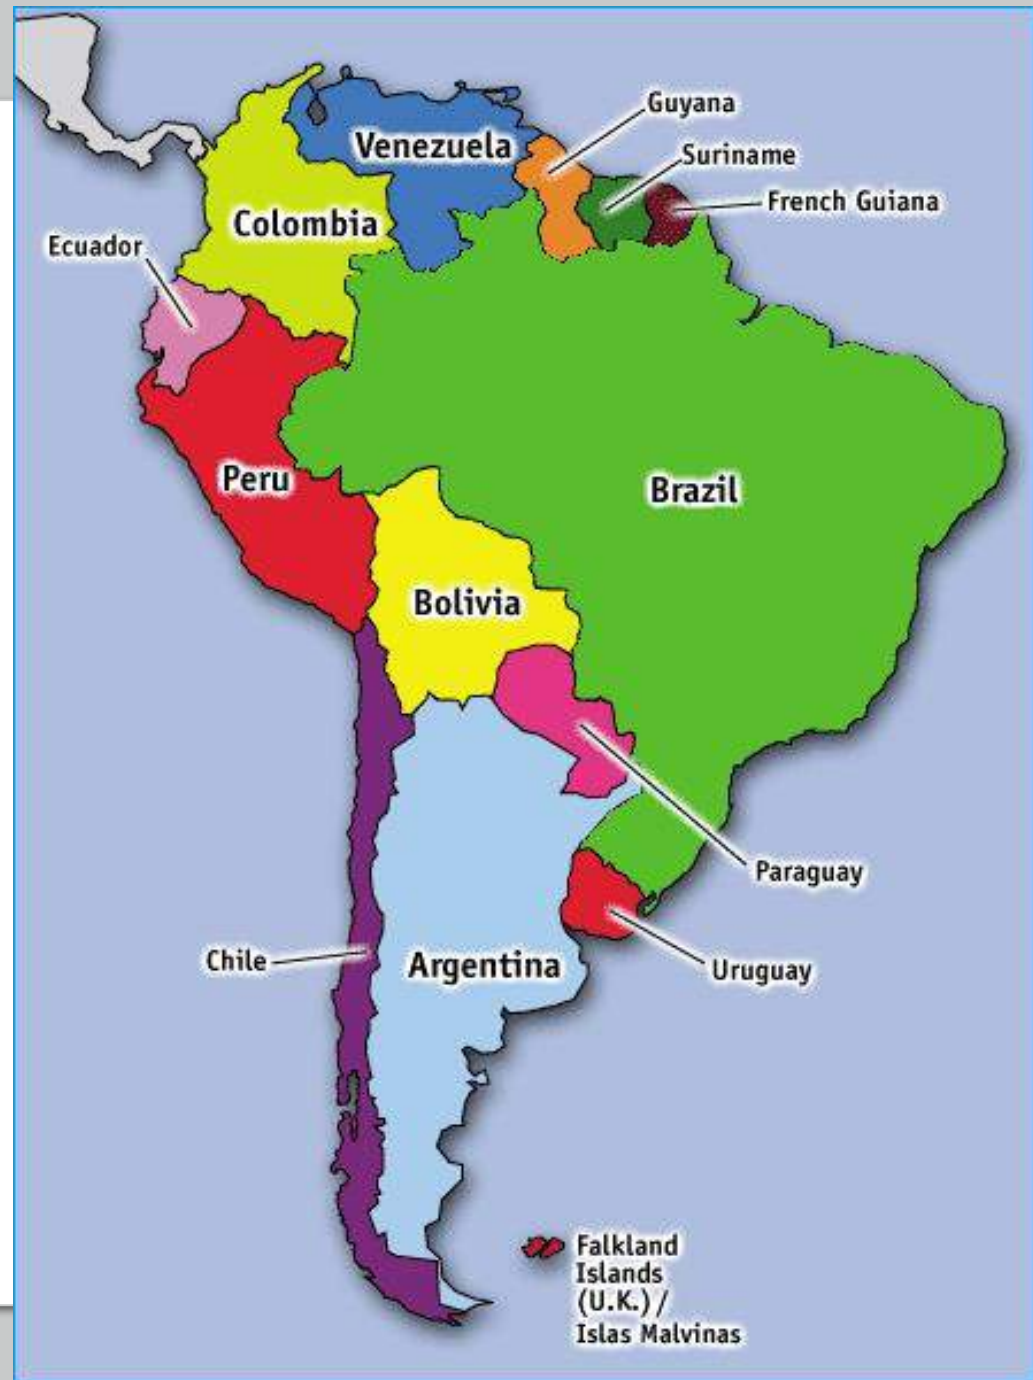 Guyana
Venezuela
Suriname
French Guiana
Colombia
Ecuador
Peru
Brazil
Bolivia
Paraguay
Chile
Argentina
Uruguay
Falkland
Islands
(U.K.) /
Islas Malvinas